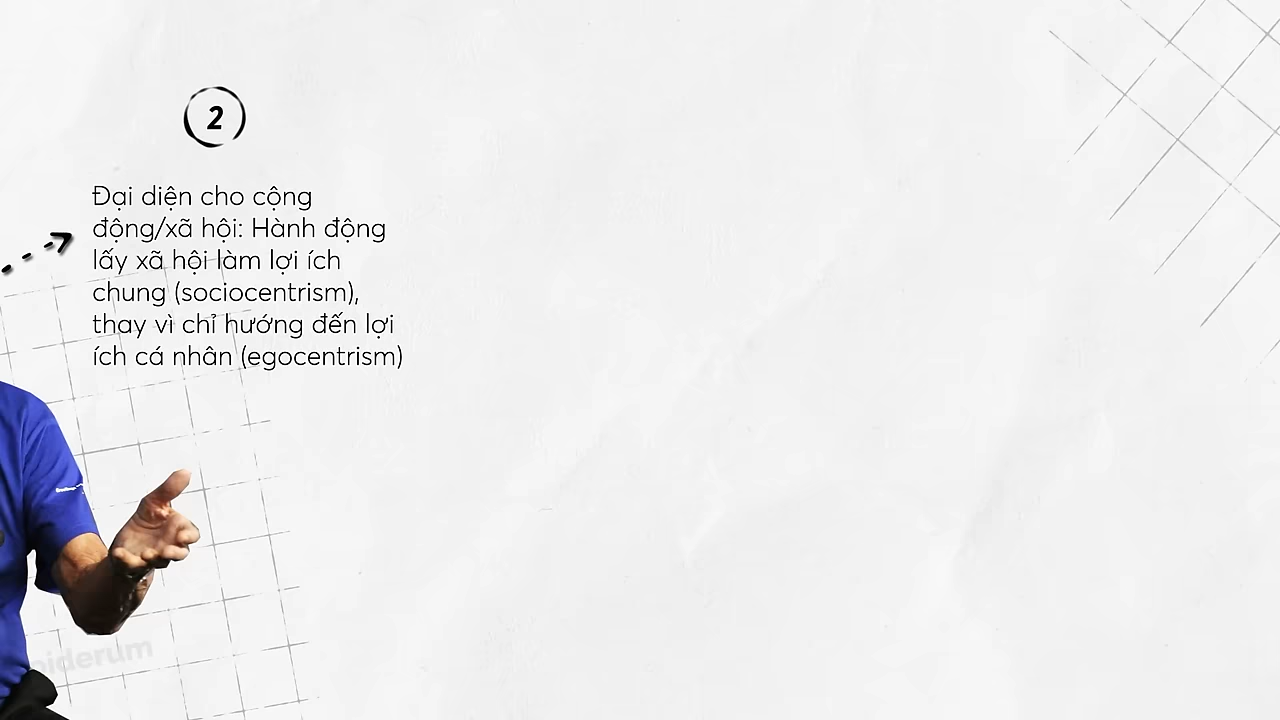 2
Đại diện cho cộng
động/xã hội: Hành động
lấy xã hội làm lợi ích
chung (sociocentrism),
thay vì chỉ hướng đến lợi
ích cá nhân (egocentrism)